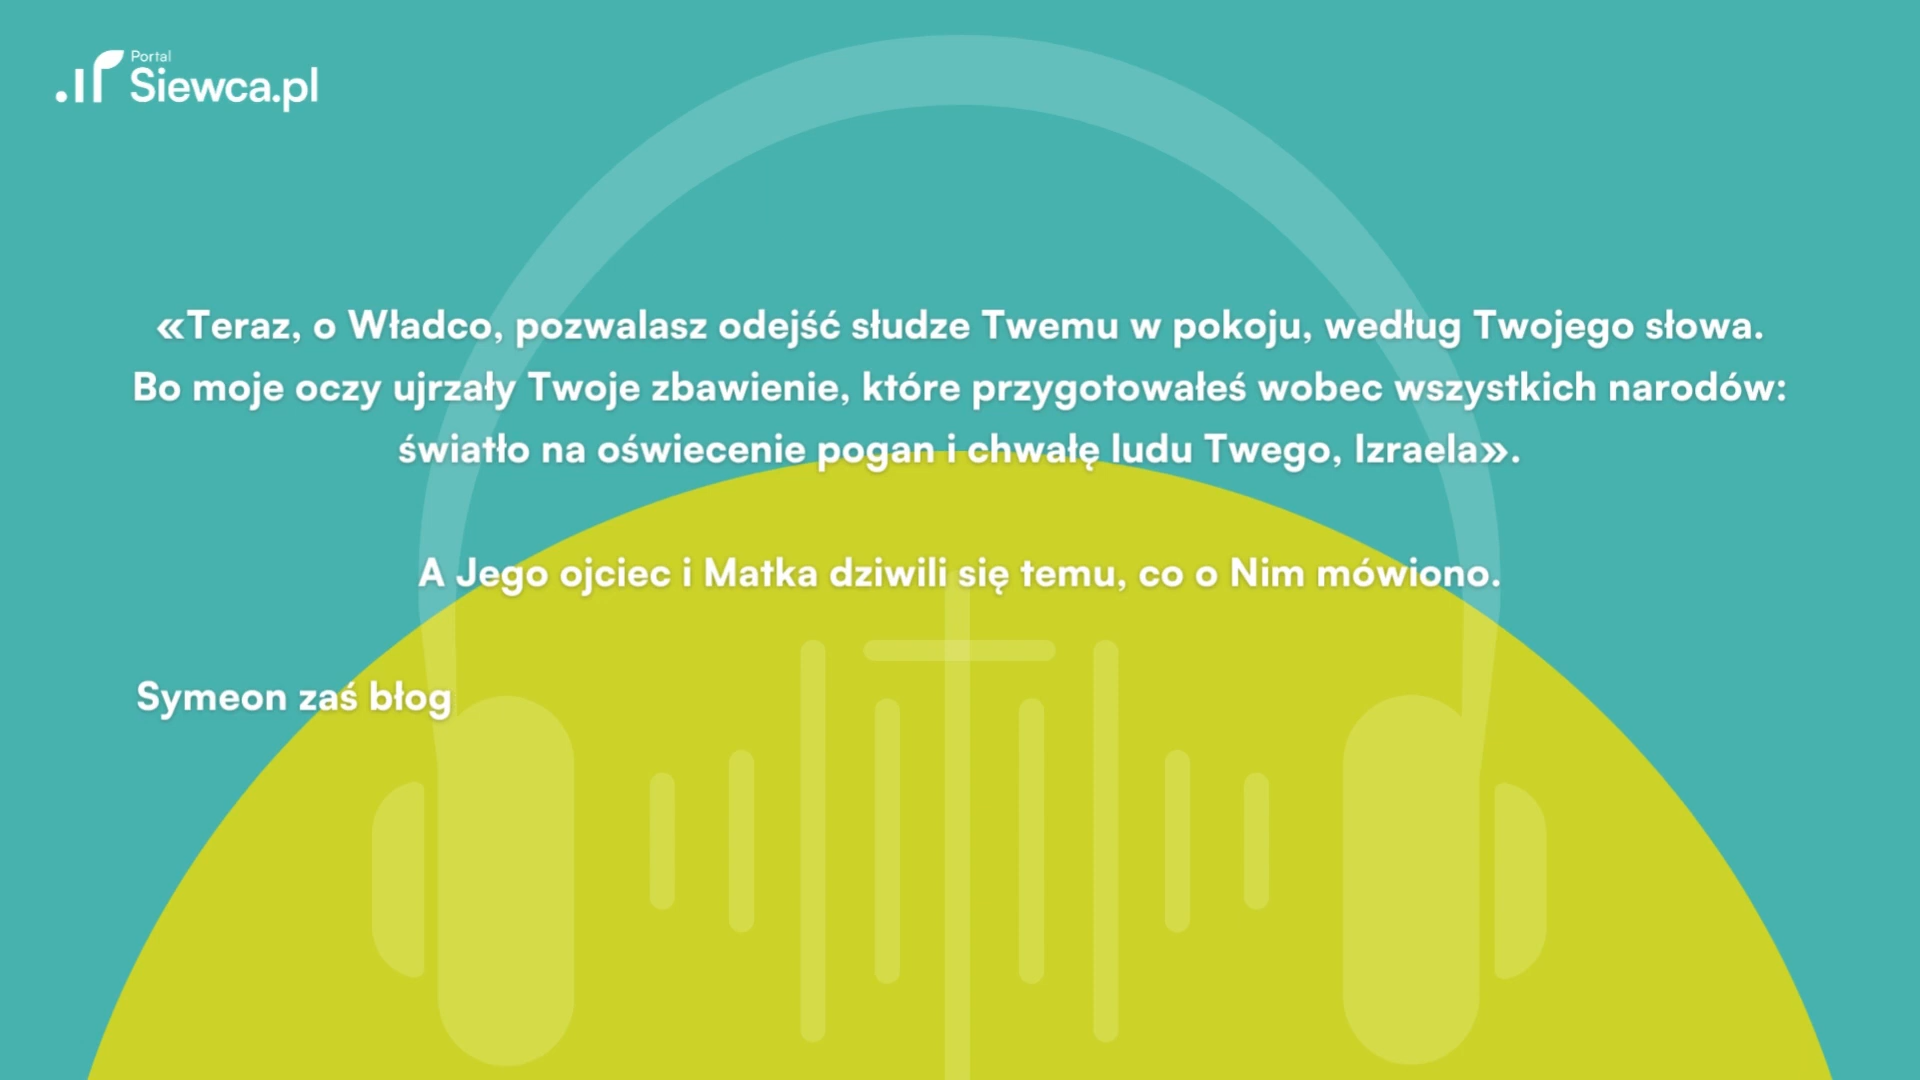 Portal
Siewca.pl
«Teraz, o Władco, pozwalasz odejść słudze Twemu w pokoju, według Twojego słowa.
Bo moje oczy ujrzały Twoje zbawienie, które przygotowałeś wobec wszystkich narodów:
światło na oświecenie pogan i chwałę ludu Twego, Izraela».
A Jego ojciec i Matka dziwili się temu, co o Nim mówiono.
Symeon zaś błog